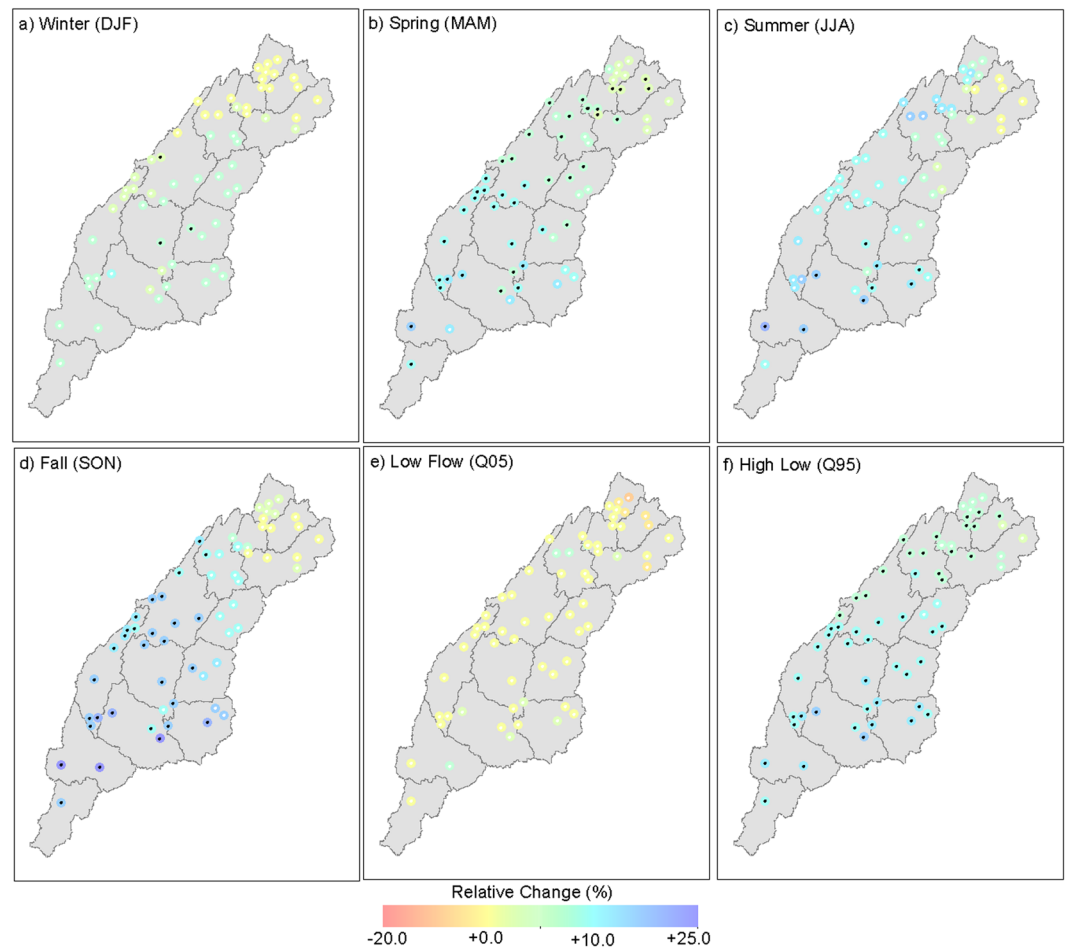 a) Winter (DJF)
b) Spring (MAM)
c) Summer (JJA)
d) Fall (SON)
e) Low Flow (Q05)
f) High Low (Q95)
Relative Change (%)
-20.0 +0.0 +10.0 +25.0